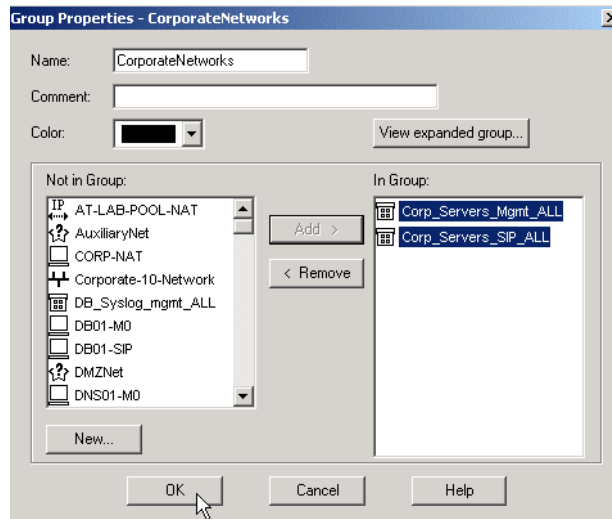 Group Properties - CorporateNetworks
Name: CorporateNetworks
Comment:
Color:
View expanded group...
Not in Group:
In Group:
IP AT-LAB-POOL-NAT
AuxiliaryNet
CORP-NAT
Corporate-10-Network
DB_Syslog_mgmt_ALL
DB01-M0
DB01-SIP
DMZNet
DNS01-M0
Add >
< Remove
Corp_Servers_Mgmt_ALL
Corp_Servers_SIP_ALL
New...
OK
Cancel
Help